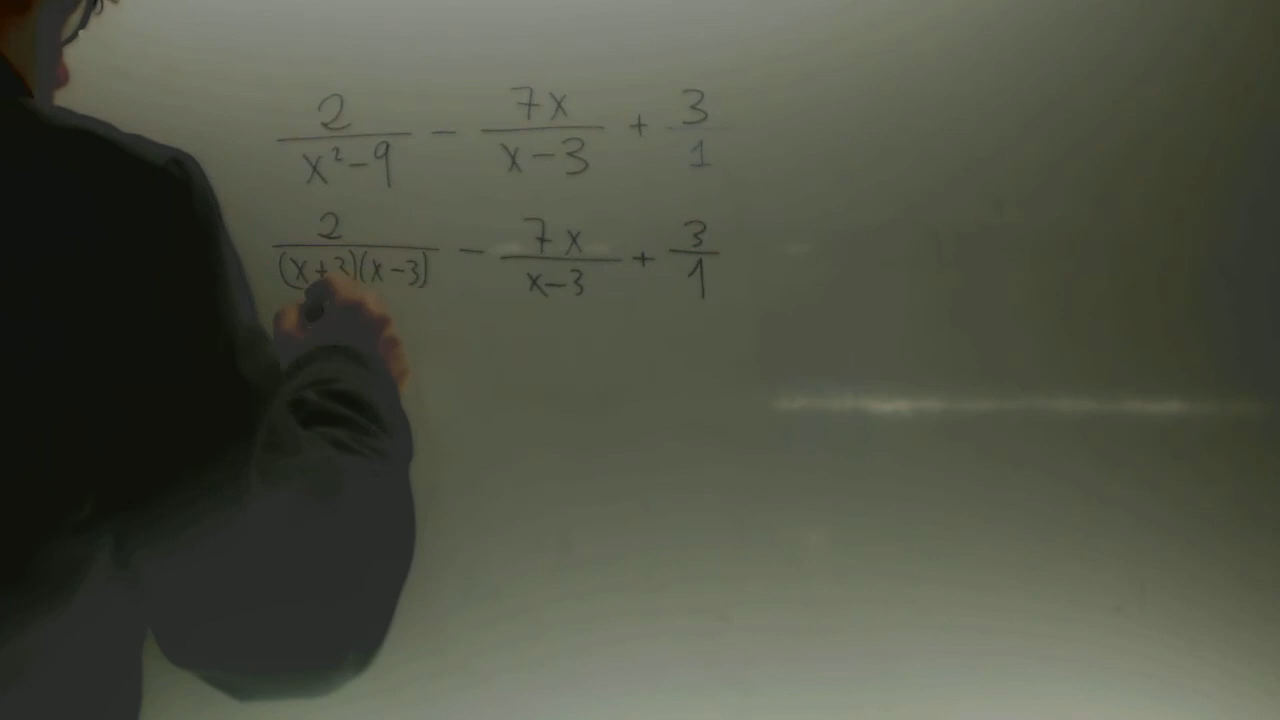 2/(x²-9) - 7x/(x-3) + 3/1
2/((x+3)(x-3)) - 7x/(x-3) + 3/1